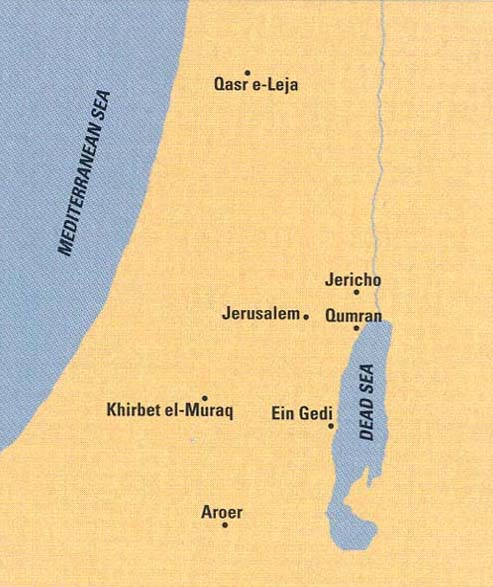 Qasr e-Leja
MEDITERRANEAN SEA
Jericho
Jerusalem
Qumran
DEAD SEA
Khirbet el-Muraq
Ein Gedi
Aroer